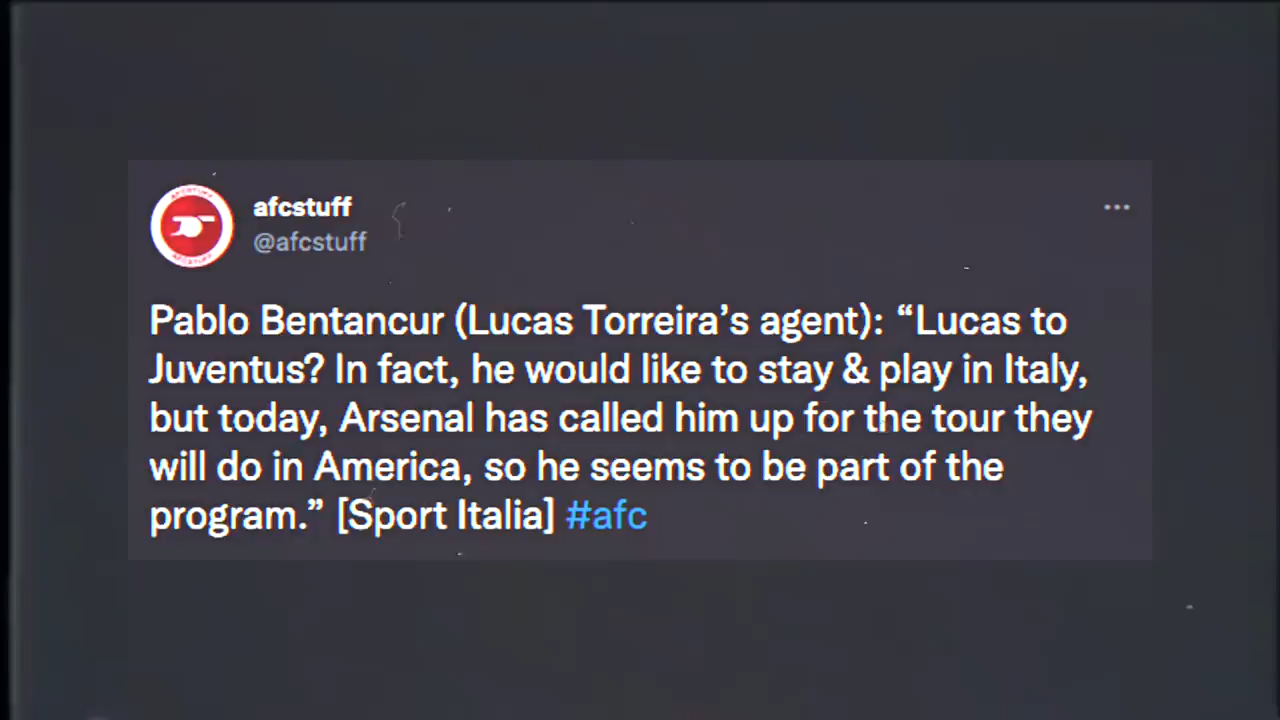 afcstuff
@afcstuff
Pablo Bentancur (Lucas Torreira’s agent): “Lucas to
Juventus? In fact, he would like to stay & play in Italy,
but today, Arsenal has called him up for the tour they
will do in America, so he seems to be part of the
program.” [Sport Italia] #afc